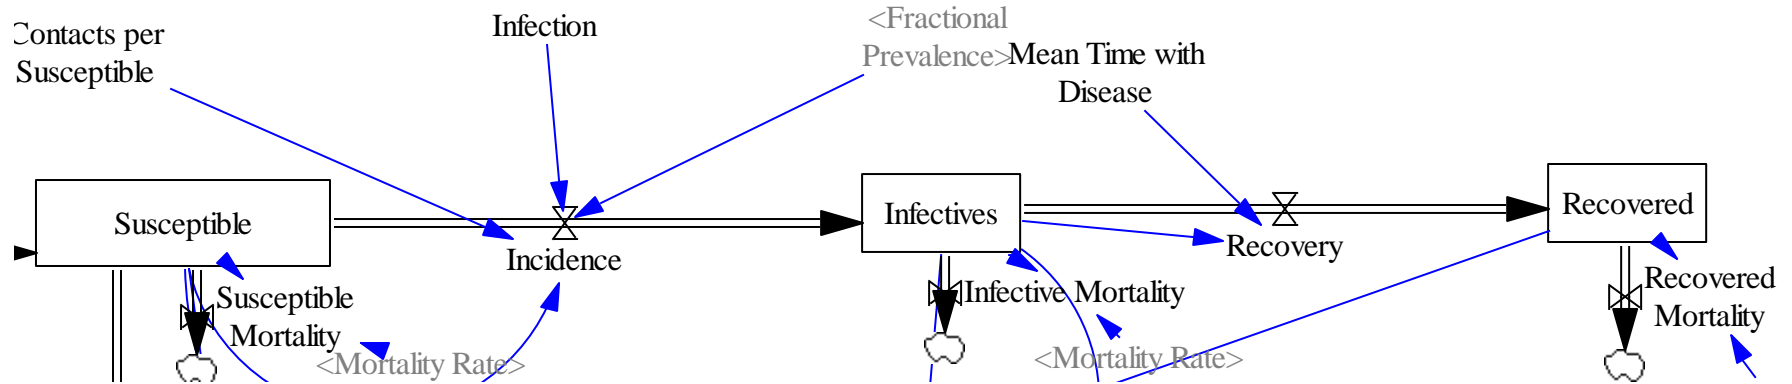 Contacts per
Susceptible
Infection
<Fractional
Prevalence>
Mean Time with
Disease
Susceptible
Incidence
Infectives
Recovery
Recovered
Susceptible
Mortality
<Mortality Rate>
Infective Mortality
<Mortality Rate>
Recovered
Mortality